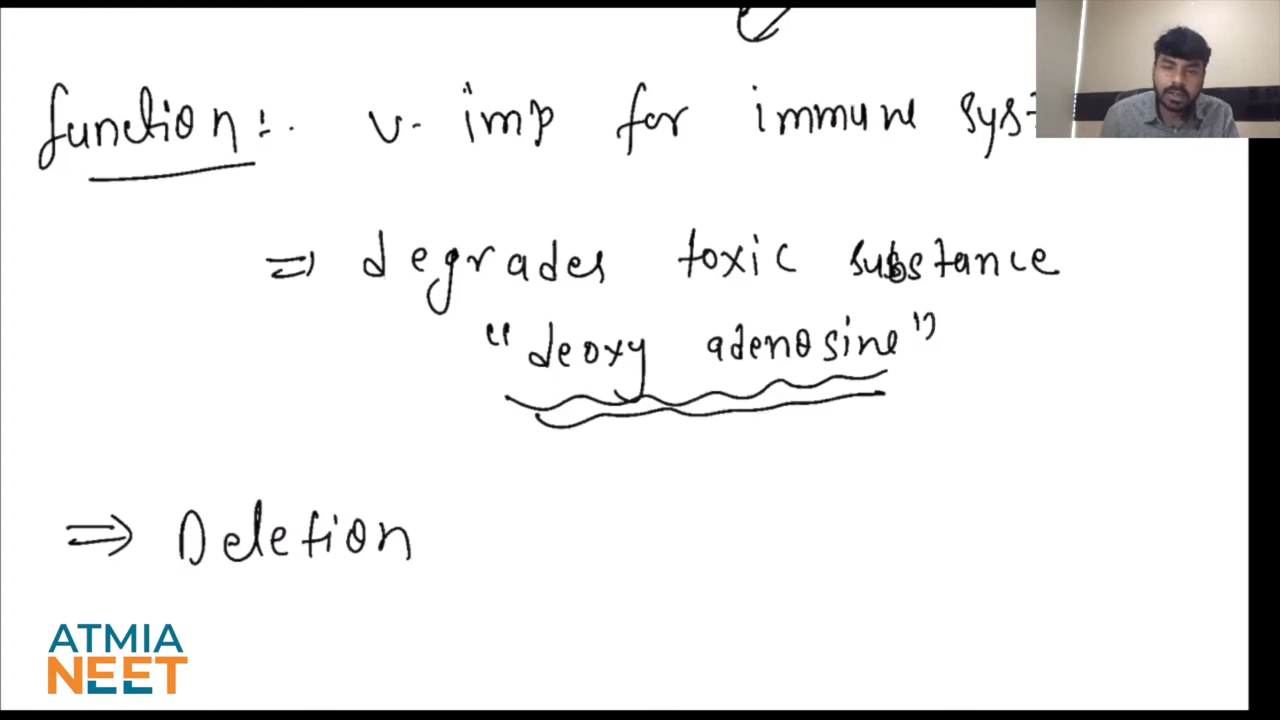 function :- v. imp for immune syst
⇒ degrades toxic substance
"deoxy adenosine"
⇒ Deletion
ATMIA
NEET